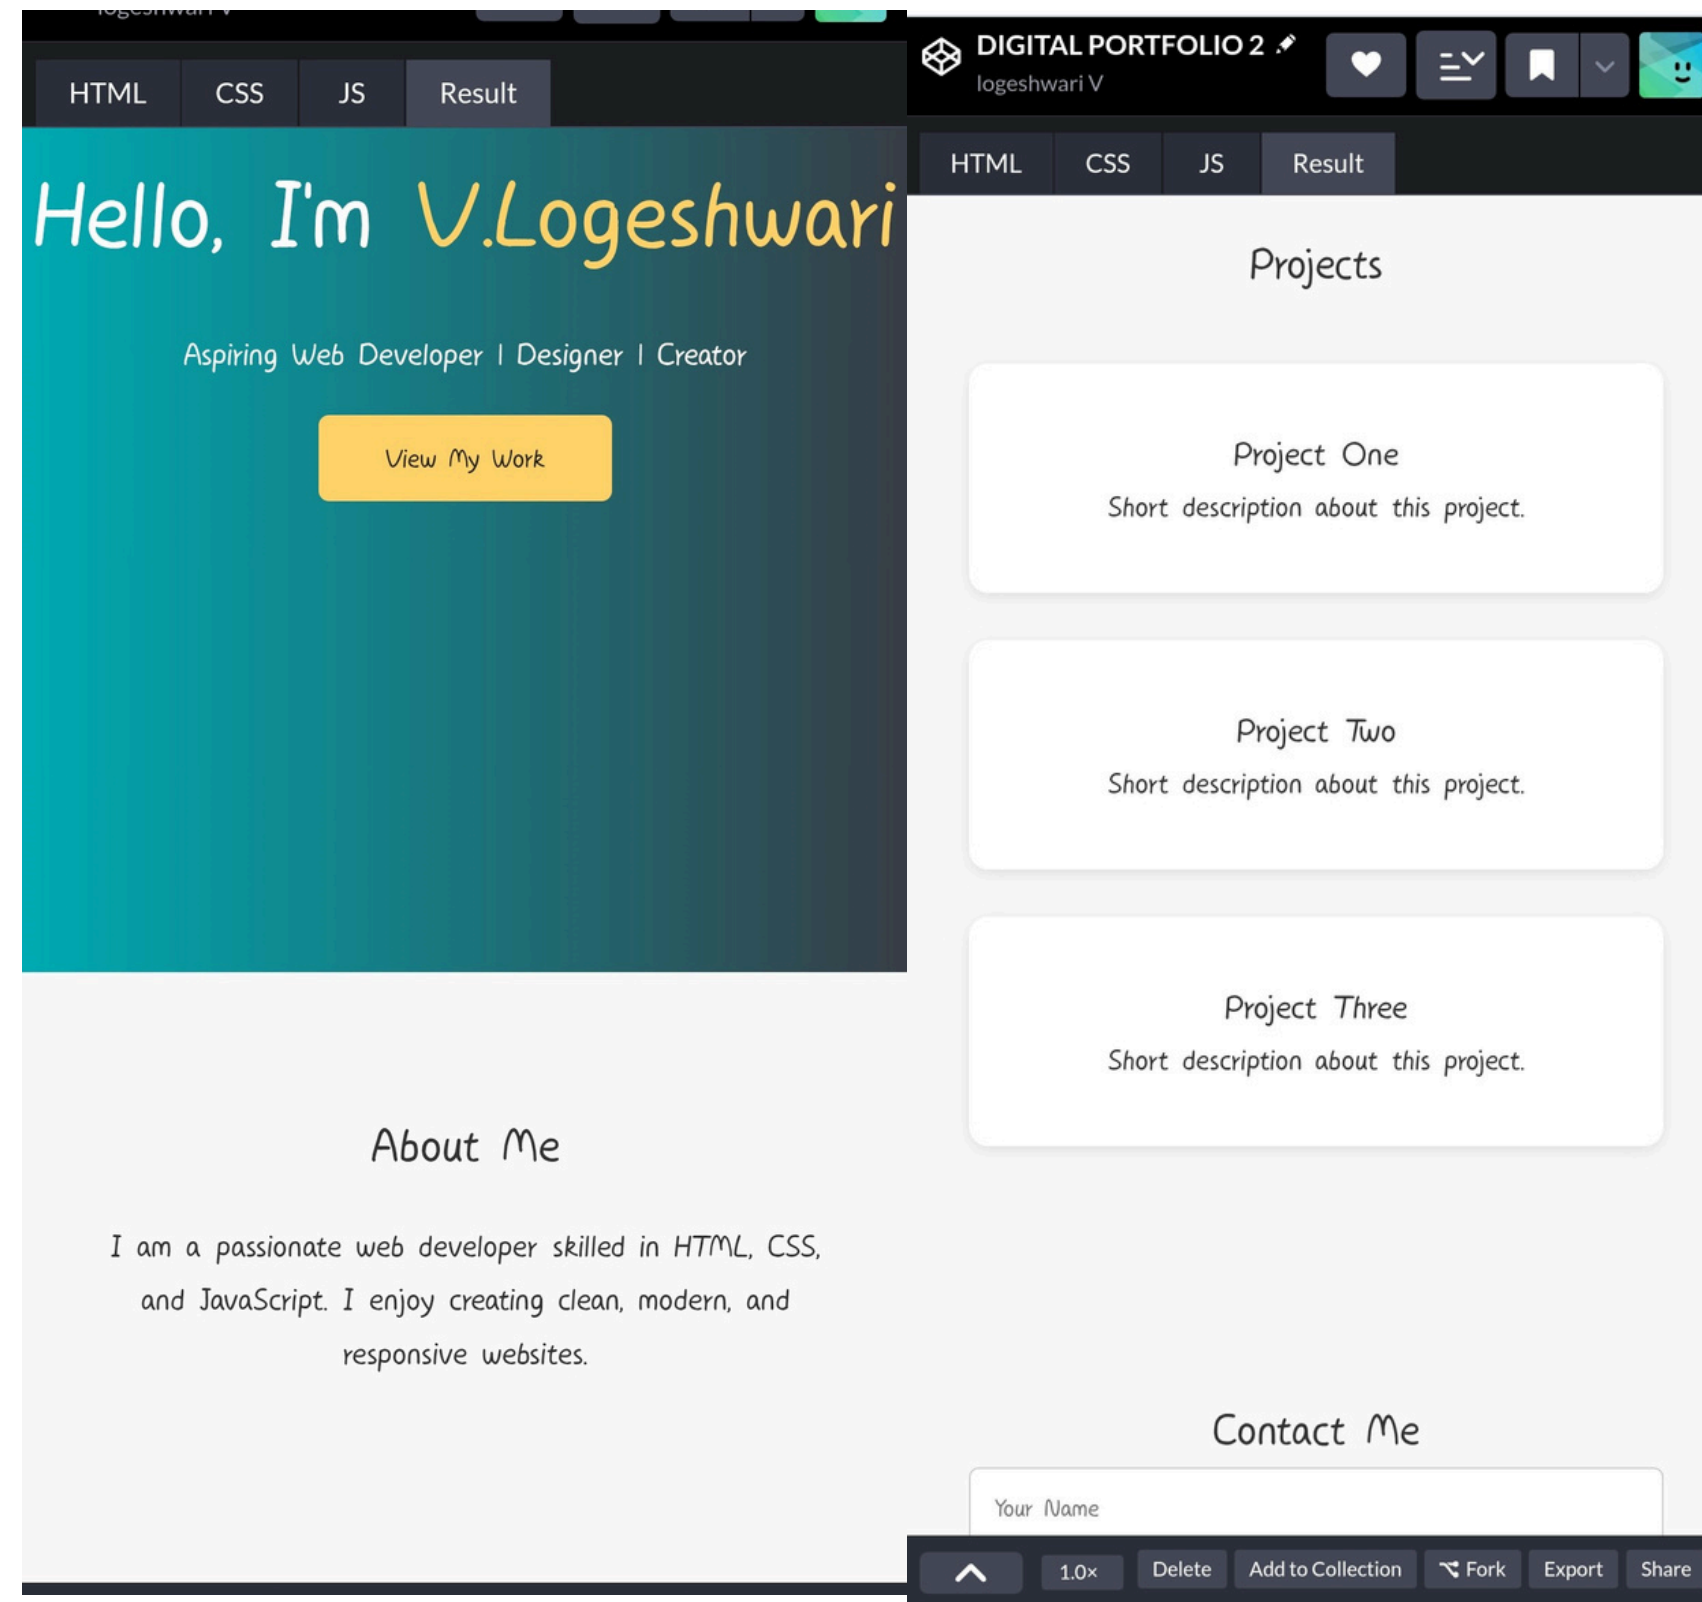 logeshwari V
HTML CSS JS Result
Hello, I'm V.Logeshwari
Aspiring Web Developer | Designer | Creator
View My Work
About Me
I am a passionate web developer skilled in HTML, CSS,
and JavaScript. I enjoy creating clean, modern, and
responsive websites.
DIGITAL PORTFOLIO 2
logeshwari V
HTML CSS JS Result
Projects
Project One
Short description about this project.
Project Two
Short description about this project.
Project Three
Short description about this project.
Contact Me
Your Name
1.0×
Delete
Add to Collection
Fork
Export
Share